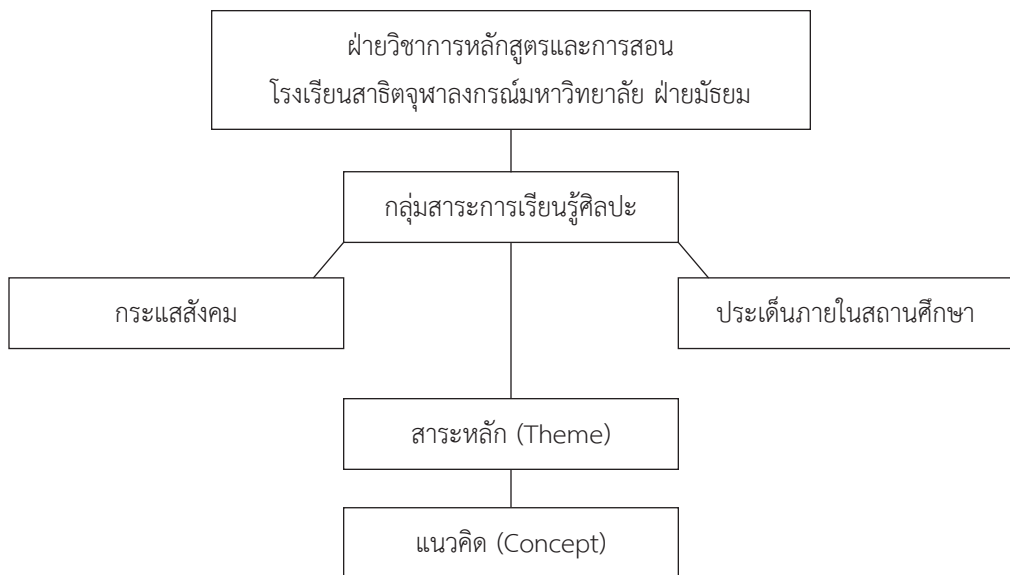 ฝ่ายวิชาการหลักสูตรและการสอน
โรงเรียนสาธิตจุฬาลงกรณ์มหาวิทยาลัย ฝ่ายมัธยม
กลุ่มสาระการเรียนรู้ศิลปะ
กระแสสังคม
ประเด็นภายในสถานศึกษา
สาระหลัก (Theme)
แนวคิด (Concept)